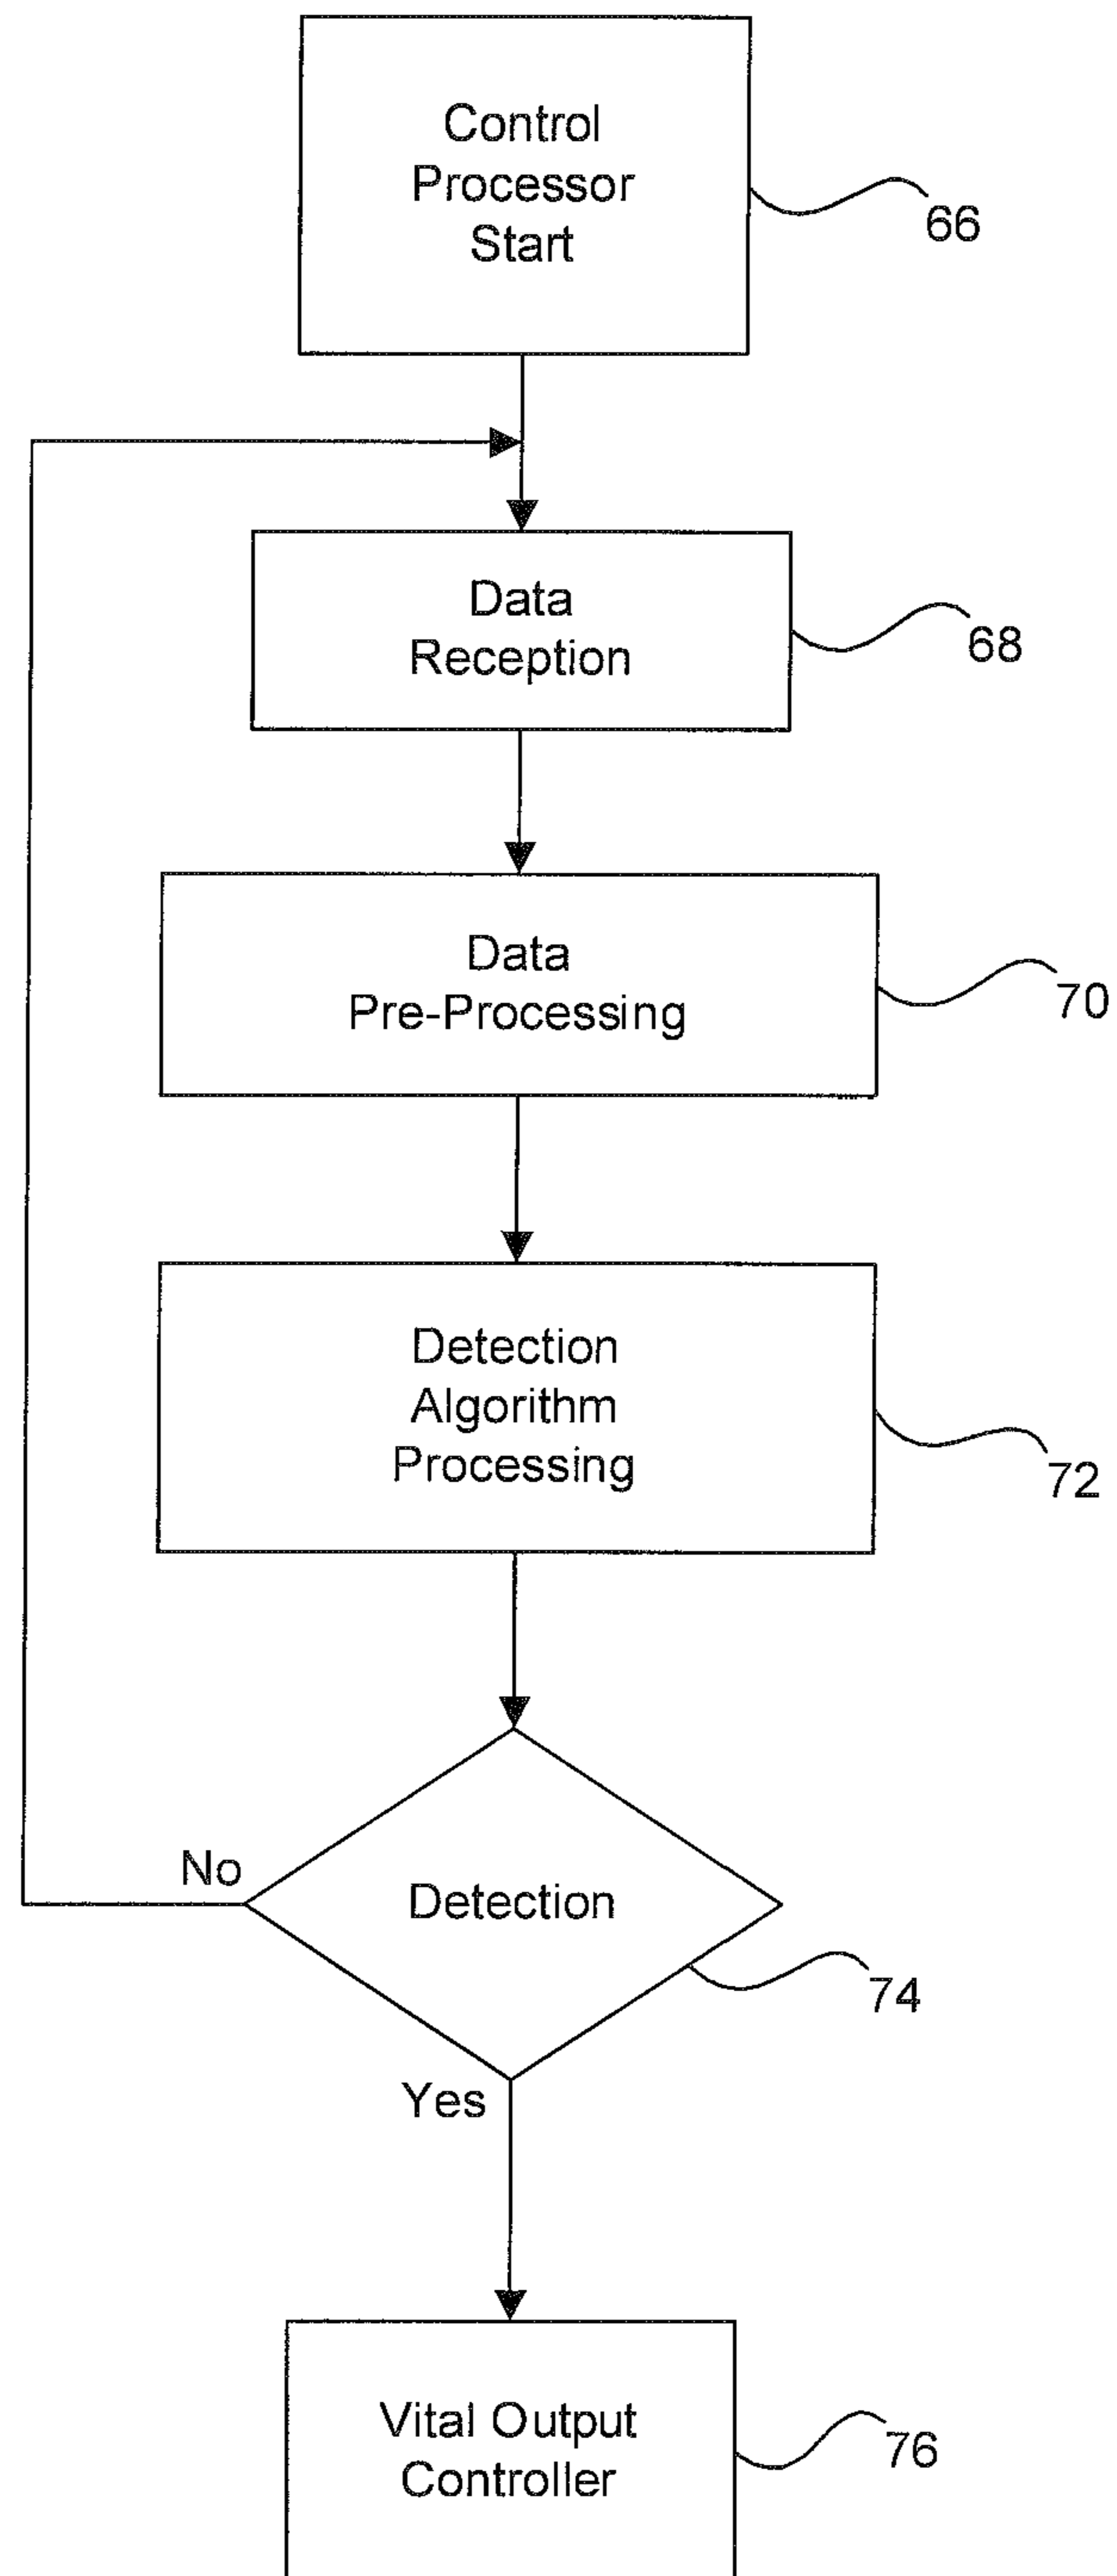 Control
Processor
Start
66
Data
Reception
68
Data
Pre-Processing
70
Detection
Algorithm
Processing
72
No
Detection
74
Yes
Vital Output
Controller
76